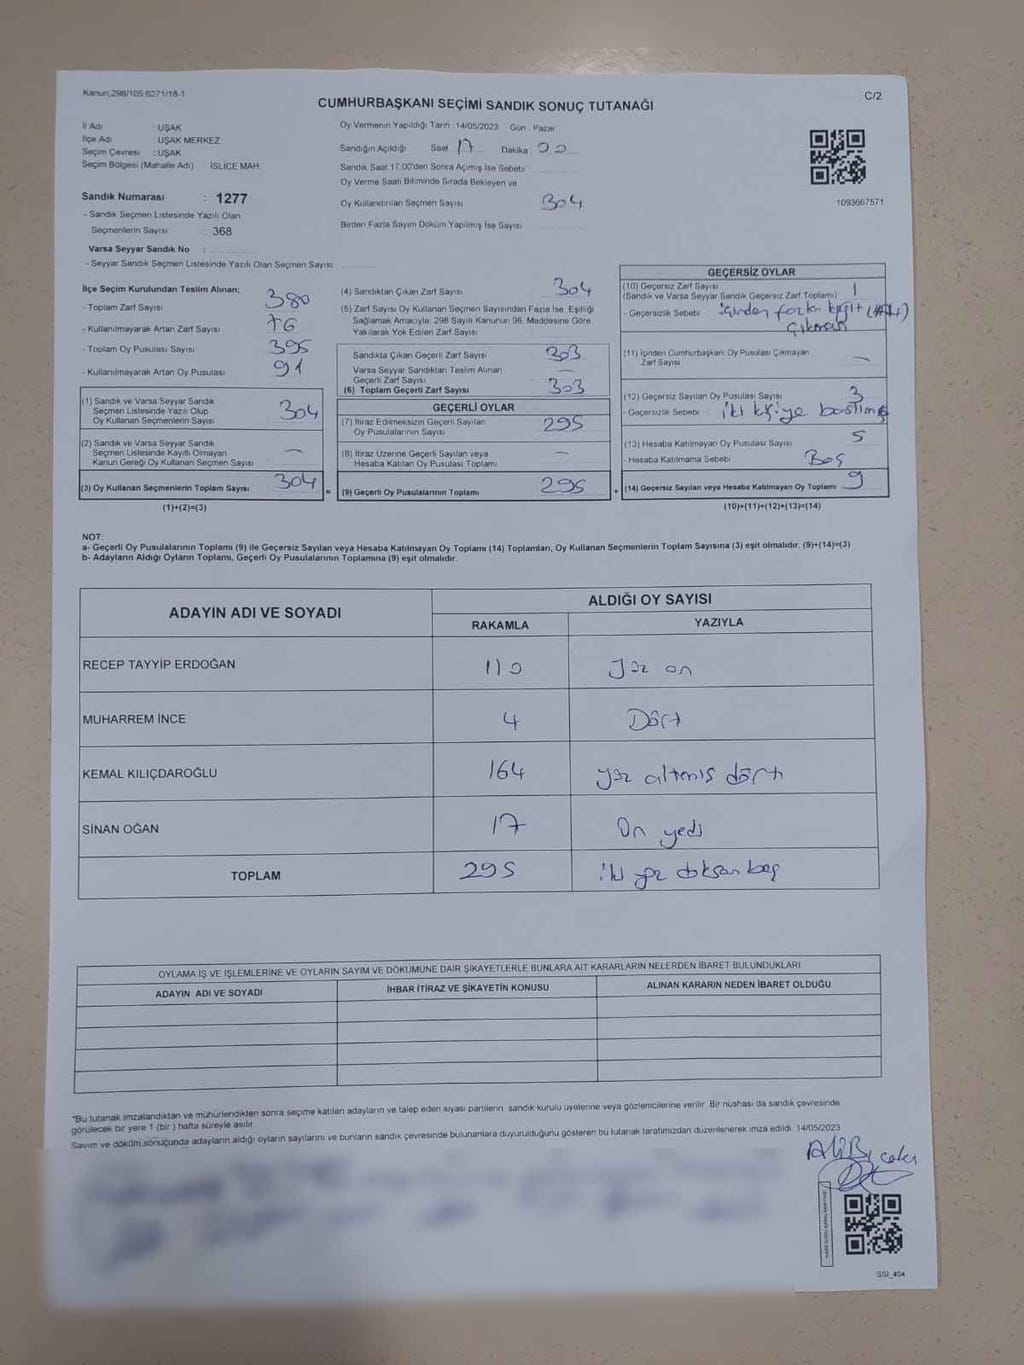 Kanun;298/105;6271/18-1
C/2
CUMHURBAŞKANI SEÇİMİ SANDIK SONUÇ TUTANAĞI
İl Adı : UŞAK
İlçe Adı : UŞAK MERKEZ
Seçim Çevresi : UŞAK
Seçim Bölgesi (Mahalle Adı) : İSLİCE MAH.
Sandık Numarası : 1277
- Sandık Seçmen Listesinde Yazılı Olan
Seçmenlerin Sayısı : 368
Varsa Seyyar Sandık No :
- Seyyar Sandık Seçmen Listesinde Yazılı Olan Seçmen Sayısı:
Oy Vermenin Yapıldığı Tarih : 14/05/2023 Gün : Pazar
Sandığın Açıldığı Saat 17 Dakika 00
Sandık Saat 17:00'den Sonra Açımış İse Sebebi :
Oy Verme Saati Bitiminde Sırada Bekleyen ve
Oy Kullandırılan Seçmen Sayısı 304
Birden Fazla Sayım Döküm Yapılmış İse Sayısı
1093667571
İlçe Seçim Kurulundan Teslim Alınan;
- Toplam Zarf Sayısı : 380
- Kullanılmayarak Artan Zarf Sayısı : 76
- Toplam Oy Pusulası Sayısı : 395
- Kullanılmayarak Artan Oy Pusulası : 91
(1) Sandık ve Varsa Seyyar Sandık
Seçmen Listesinde Yazılı Olup
Oy Kullanan Seçmenlerin Sayısı 304
(2) Sandık ve Varsa Seyyar Sandık
Seçmen Listesinde Kayıtlı Olmayan
Kanun Gereği Oy Kullanan Seçmen Sayısı —
(3) Oy Kullanan Seçmenlerin Toplam Sayısı 304
(1)+(2)=(3)
(4) Sandıktan Çıkan Zarf Sayısı 304
(5) Zarf Sayısı Oy Kullanan Seçmen Sayısından Fazla İse, Eşitliği
Sağlamak Amacıyla; 298 Sayılı Kanunun 98. Maddesine Göre
Yakılarak Yok Edilen Zarf Sayısı
Sandıkta Çıkan Geçerli Zarf Sayısı 303
Varsa Seyyar Sandıktan Teslim Alınan
Geçerli Zarf Sayısı —
(6) Toplam Geçerli Zarf Sayısı 303
GEÇERLİ OYLAR
(7) İtiraz Edilmeksizin Geçerli Sayılan
Oy Pusulalarının Sayısı 295
(8) İtiraz Üzerine Geçerli Sayılan veya
Hesaba Katılan Oy Pusulası Toplamı —
= (9) Geçerli Oy Pusulalarının Toplamı 295
GEÇERSİZ OYLAR
(10) Geçersiz Zarf Sayısı
(Sandık ve Varsa Seyyar Sandık Geçersiz Zarf Toplamı) 1
- Geçersizlik Sebebi : içinden fazla kağıt
Çıkması
(11) İçinden Cumhurbaşkanı Oy Pusulası Çıkmayan
Zarf Sayısı —
(12) Geçersiz Sayılan Oy Pusulası Sayısı 3
- Geçersizlik Sebebi : iki kişiye basılmış
(13) Hesaba Katılmayan Oy Pusulası Sayısı 5
- Hesaba Katılmama Sebebi : Boş
+ (14) Geçersiz Sayılan veya Hesaba Katılmayan Oy Toplamı 9
(10)+(11)+(12)+(13)=(14)
NOT:
a- Geçerli Oy Pusulalarının Toplamı (9) ile Geçersiz Sayılan veya Hesaba Katılmayan Oy Toplamı (14) Toplamları, Oy Kullanan Seçmenlerin Toplam Sayısına (3) eşit olmalıdır. (9)+(14)=(3)
b- Adayların Aldığı Oyların Toplamı, Geçerli Oy Pusulalarının Toplamına (9) eşit olmalıdır.
ADAYIN ADI VE SOYADI
ALDIĞI OY SAYISI
RAKAMLA YAZIYLA
RECEP TAYYİP ERDOĞAN 110 yüz on
MUHARREM İNCE 4 Dört
KEMAL KILIÇDAROĞLU 164 yüz altmış dört
SİNAN OĞAN 17 On yedi
TOPLAM 295 iki yüz doksan beş
OYLAMA İŞ VE İŞLEMLERİNE VE OYLARIN SAYIM VE DÖKÜMÜNE DAİR ŞİKAYETLERLE BUNLARA AİT KARARLARIN NELERDEN İBARET BULUNDUKLARI
ADAYIN ADI VE SOYADI İHBAR İTİRAZ VE ŞİKAYETİN KONUSU ALINAN KARARIN NEDEN İBARET OLDUĞU
*Bu tutanak imzalandıktan ve mühürlendikten sonra seçime katılan adayların ve talep eden siyasi partilerin sandık kurulu üyelerine veya gözlemcilerine verilir. Bir nüshası da sandık çevresinde
görülecek bir yere 1 (bir ) hafta süreyle asılır.
Sayım ve döküm sonucunda adayların aldığı oyların sayılarını ve bunların sandık çevresinde bulunanlara duyurulduğunu gösteren bu tutanak tarafımızdan düzenlenerek imza edildi. 14/05/2023
SSI_404